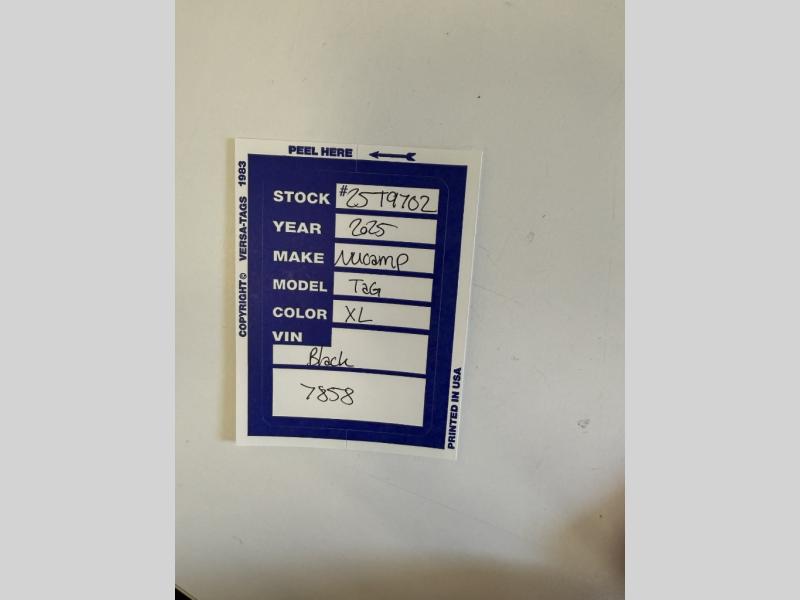 PEEL HERE
COPYRIGHT© VERSA-TAGS 1983
STOCK #25T9702
YEAR 2025
MAKE Nucamp
MODEL TaG
COLOR XL
VIN
Black
7858
PRINTED IN USA